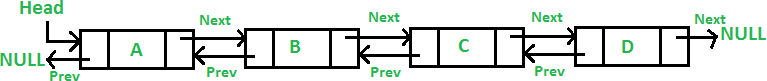 Head
Next Next Next Next
NULL A B C D NULL
Prev Prev Prev Prev